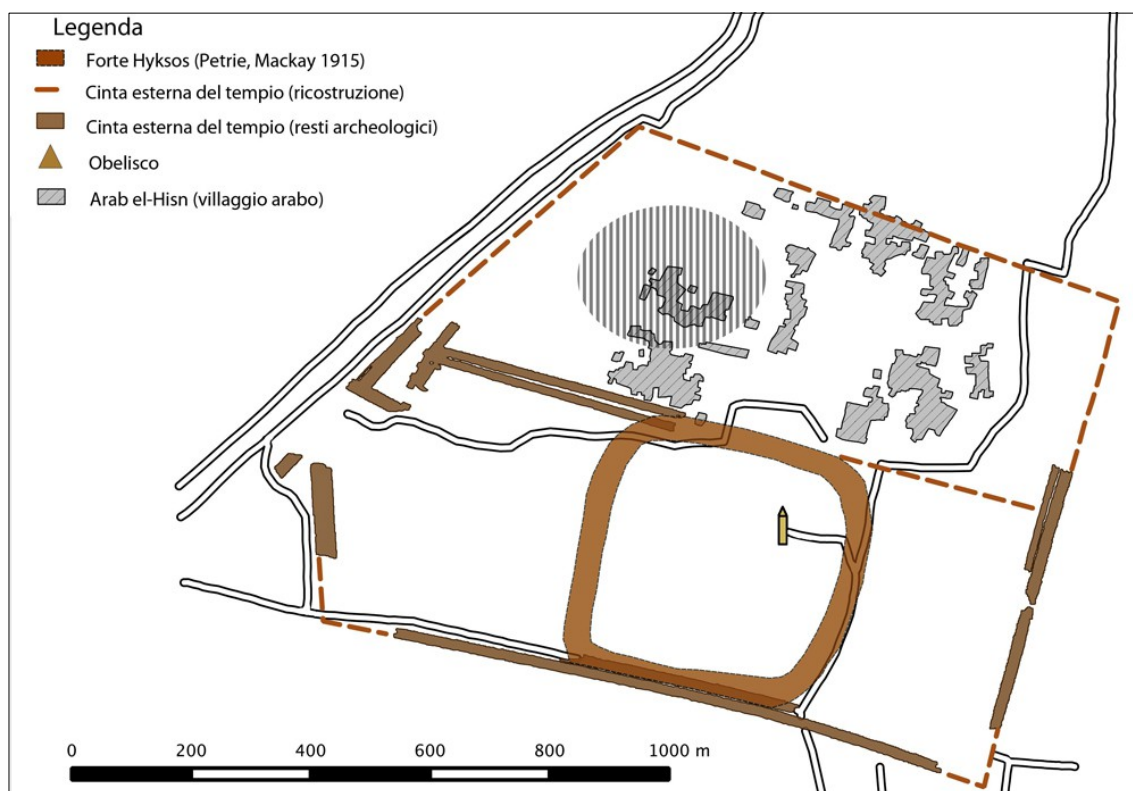 Legenda
Forte Hyksos (Petrie, Mackay 1915)
Cinta esterna del tempio (ricostruzione)
Cinta esterna del tempio (resti archeologici)
Obelisco
Arab el-Hisn (villaggio arabo)
0 200 400 600 800 1000 m